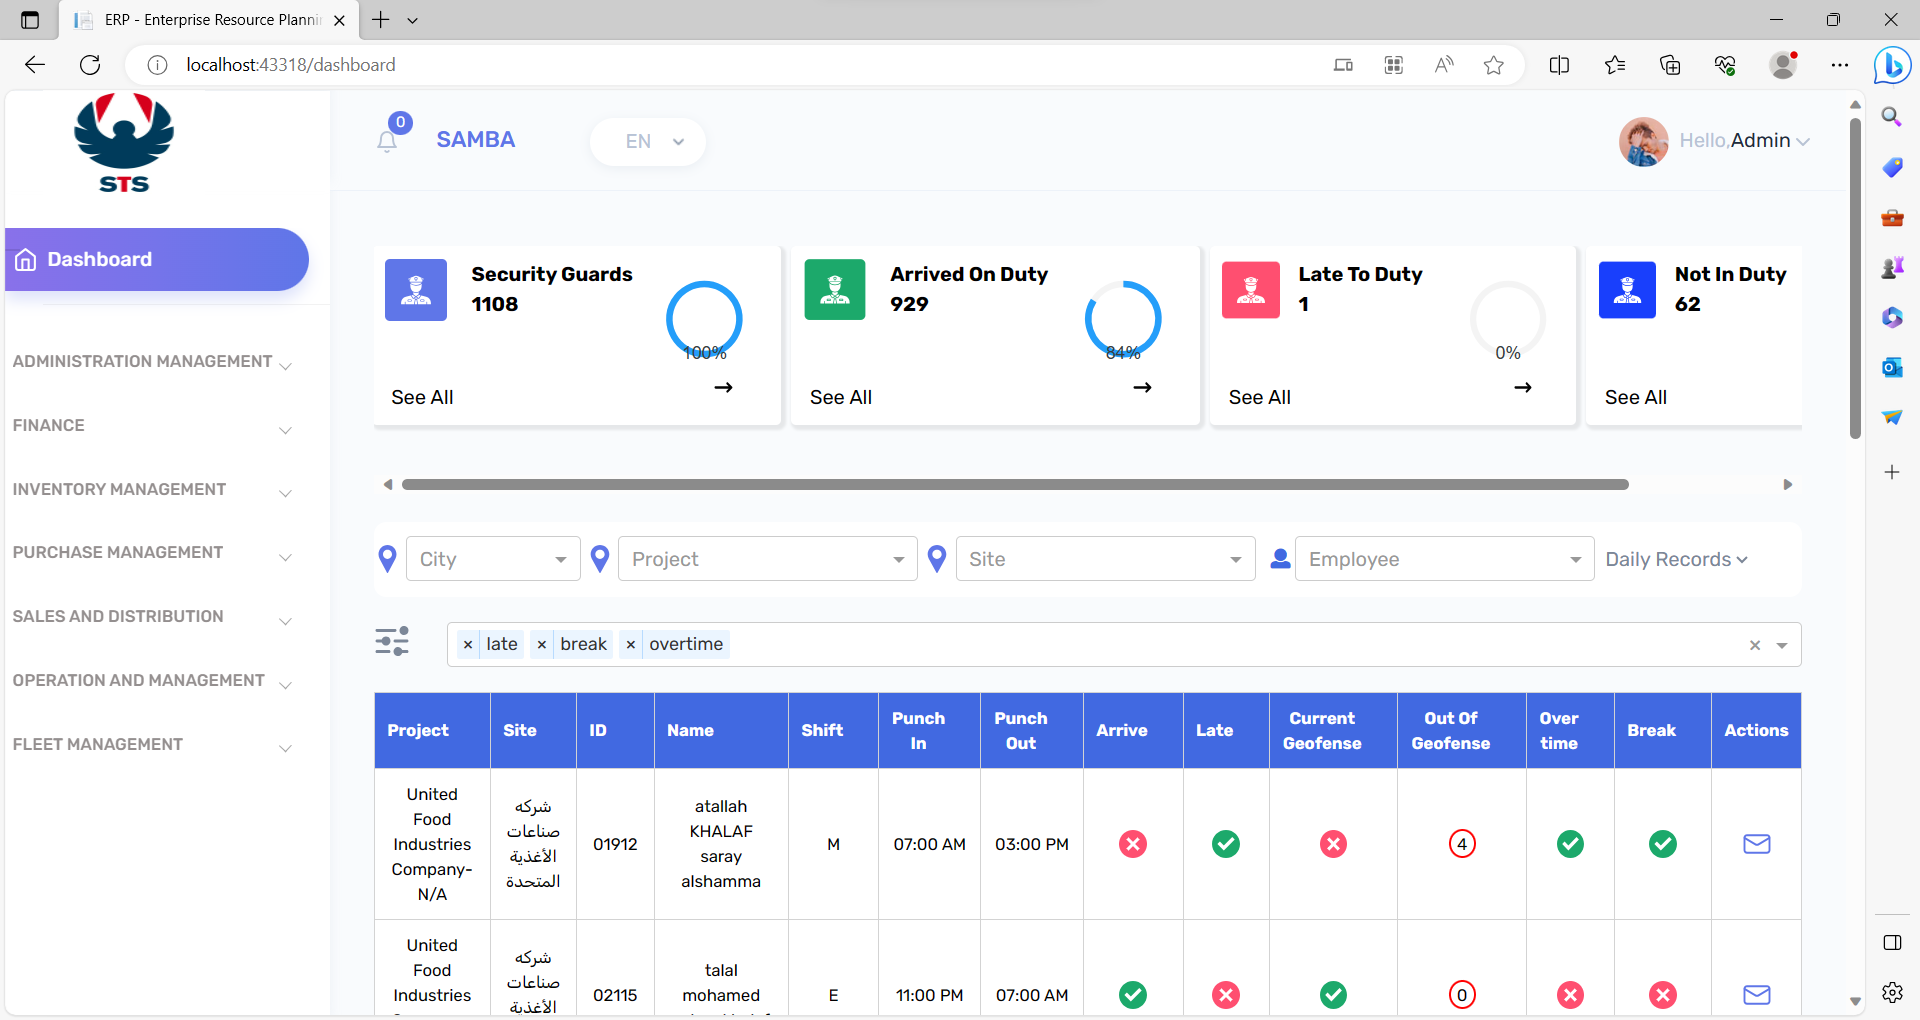 ERP - Enterprise Resource Plannin
localhost:43318/dashboard
STS
0
SAMBA
EN
Hello,Admin
Dashboard
ADMINISTRATION MANAGEMENT
FINANCE
INVENTORY MANAGEMENT
PURCHASE MANAGEMENT
SALES AND DISTRIBUTION
OPERATION AND MANAGEMENT
FLEET MANAGEMENT
Security Guards
1108
100%
See All
Arrived On Duty
929
84%
See All
Late To Duty
1
0%
See All
Not In Duty
62
See All
City
Project
Site
Employee
Daily Records
× late × break × overtime
Project
Site
ID
Name
Shift
Punch
In
Punch
Out
Arrive
Late
Current
Geofense
Out Of
Geofense
Over
time
Break
Actions
United
Food
Industries
Company-
N/A
شركه
صناعات
الأغذية
المتحدة
01912
atallah
KHALAF
saray
alshamma
M
07:00 AM
03:00 PM
4
United
Food
Industries
شركه
صناعات
الأغذية
02115
talal
mohamed
E
11:00 PM
07:00 AM
0